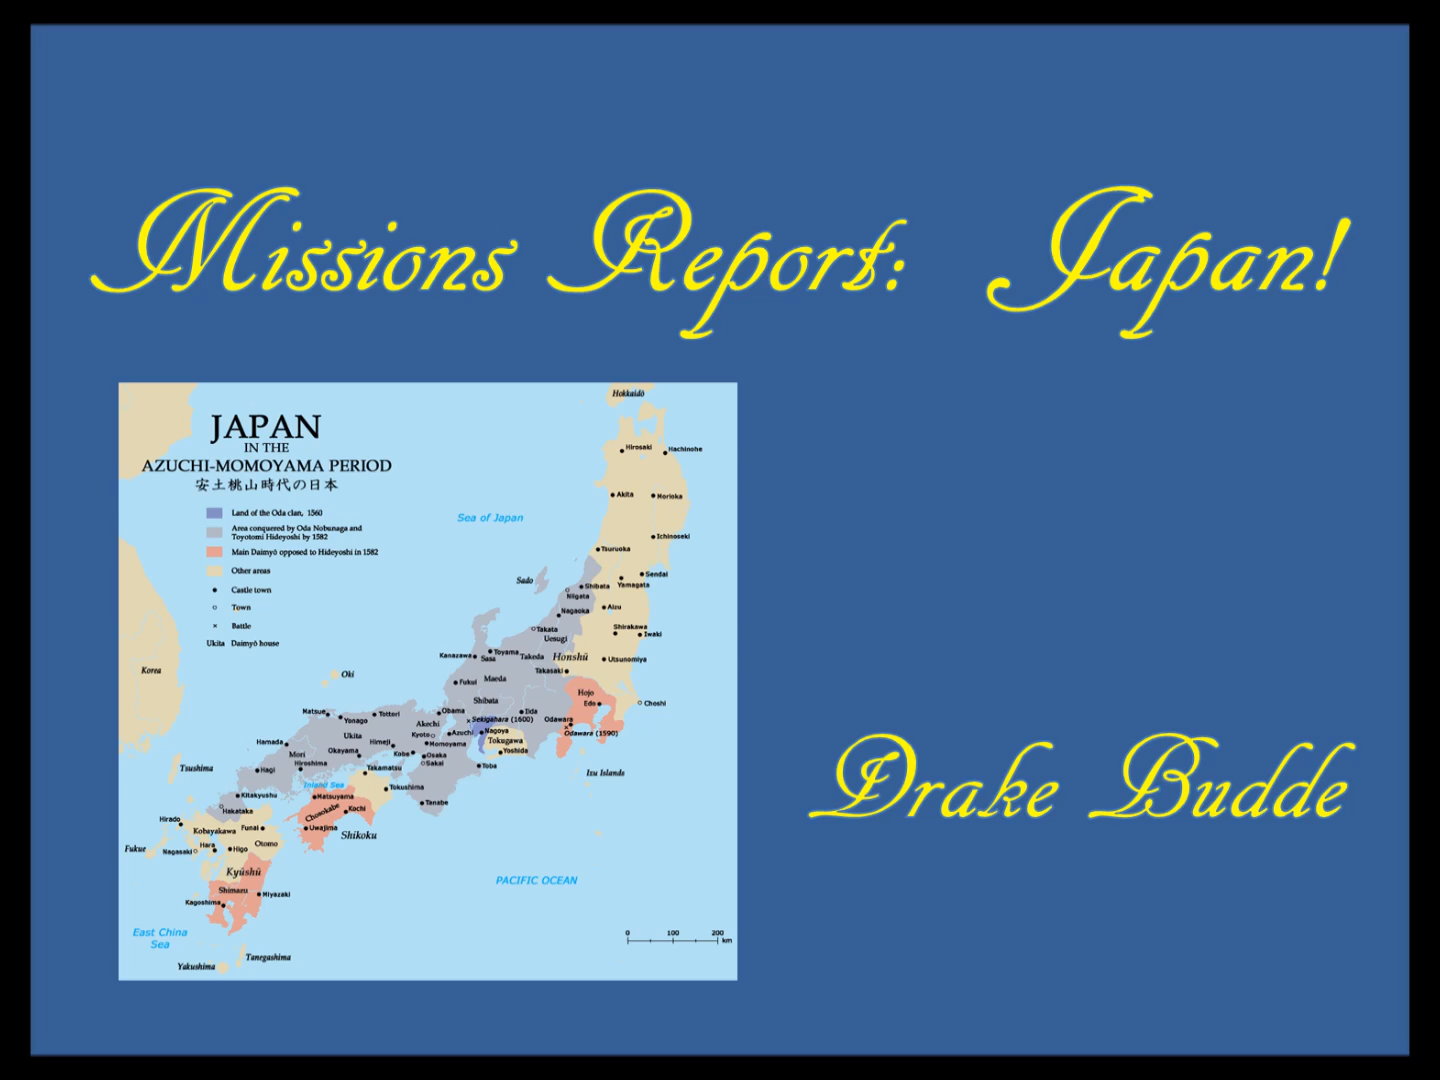 Missions Report: Japan!
JAPAN
IN THE
AZUCHI-MOMOYAMA PERIOD
安土桃山時代の日本
Land of the Oda clan, 1560
Area conquered by Oda Nobunaga and
Toyotomi Hideyoshi by 1582
Main Daimyō opposed to Hideyoshi in 1582
Other areas
Castle town
Town
Battle
Ukita Daimyō house
Hokkaidō
Hirosaki
Hachinohe
Akita
Morioka
Sea of Japan
Ichinoseki
Tsuruoka
Sendai
Sado
Shibata
Yamagata
Niigata
Nagaoka
Aizu
Takata
Shirakawa
Uesugi
Iwaki
Kanazawa
Toyama
Sasa
Takeda
Honshū
Utsunomiya
Korea
Oki
Takasaki
Fukui
Maeda
Hojo
Shibata
Edo
Choshi
Matsue
Yonago
Tottori
Obama
Iida
Akechi
Sekigahara (1600)
Odawara
Ukita
Kyoto
Azuchi
Nagoya
Odawara (1590)
Hamada
Himeji
Momoyama
Tokugawa
Mori
Okayama
Kobe
Osaka
Yoshida
Hiroshima
Sakai
Tsushima
Hagi
Takamatsu
Toba
Izu Islands
Inland Sea
Tokushima
Kitakyushu
Matsuyama
Tanabe
Hakataka
Chosokabe
Kochi
Hirado
Kobayakawa
Funai
Uwajima
Shikoku
Fukue
Nagasaki
Hara
Higo
Otomo
Kyūshū
PACIFIC OCEAN
Shimazu
Miyazaki
Kagoshima
East China
Sea
0 100 200
km
Tanegashima
Yakushima
Drake Budde